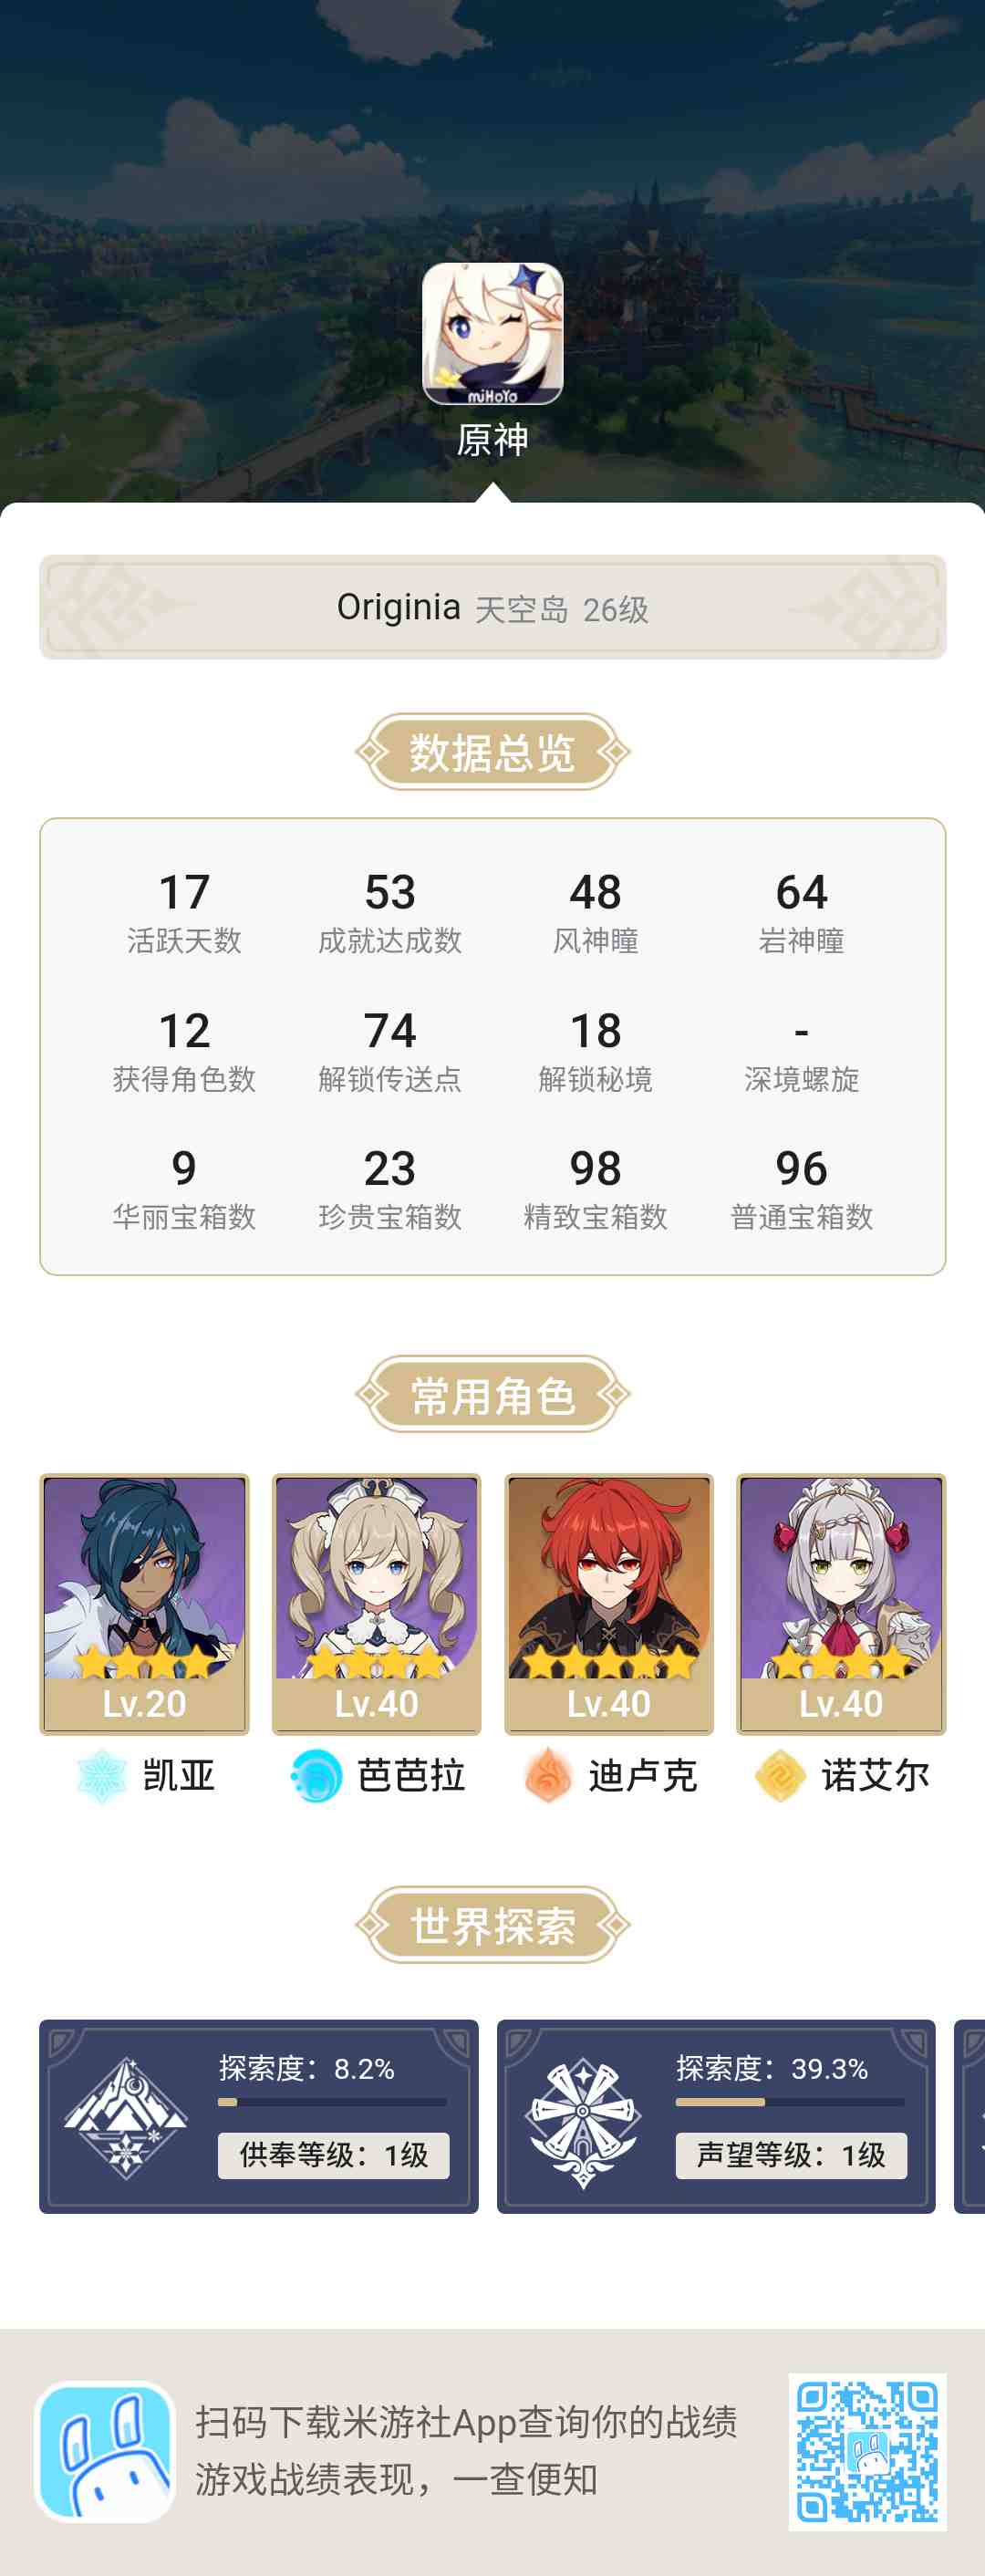 miHoYo
原神
Originia 天空岛 26级
数据总览
17 53 48 64
活跃天数 成就达成数 风神瞳 岩神瞳
12 74 18 -
获得角色数 解锁传送点 解锁秘境 深境螺旋
9 23 98 96
华丽宝箱数 珍贵宝箱数 精致宝箱数 普通宝箱数
常用角色
Lv.20 Lv.40 Lv.40 Lv.40
凯亚 芭芭拉 迪卢克 诺艾尔
世界探索
探索度：8.2% 探索度：39.3%
供奉等级：1级 声望等级：1级
扫码下载米游社App查询你的战绩
游戏战绩表现，一查便知